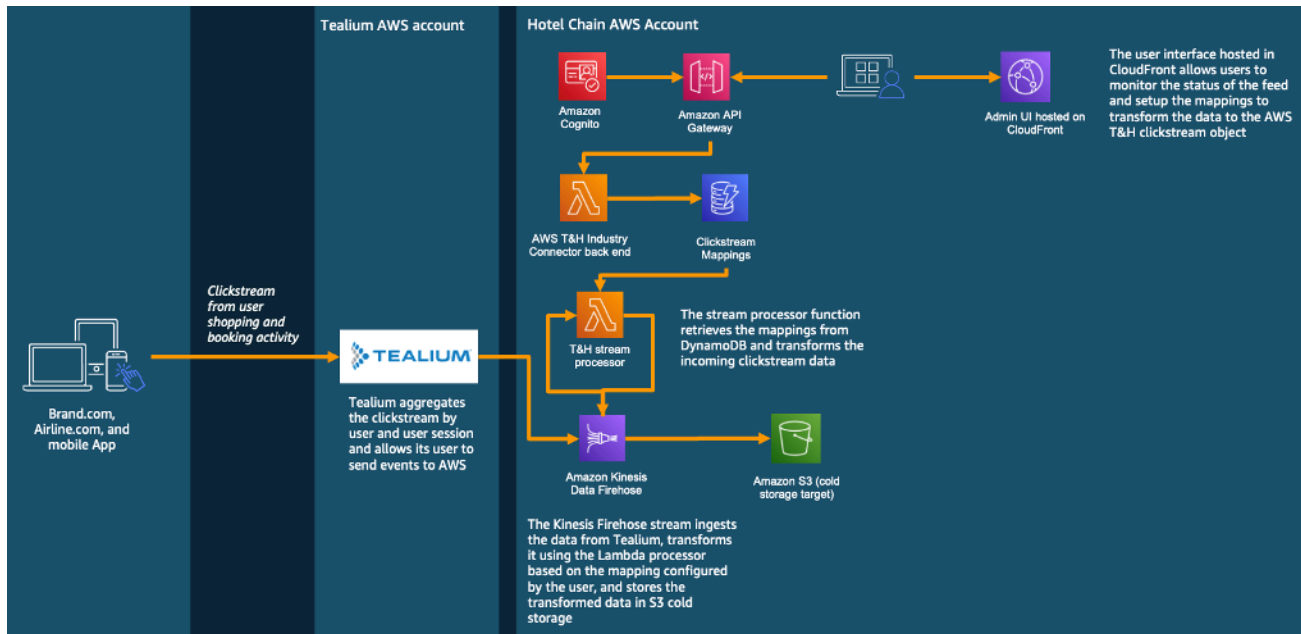 Tealium AWS account
Hotel Chain AWS Account
Amazon
Cognito
Amazon API
Gateway
Admin UI hosted on
CloudFront
The user interface hosted in
CloudFront allows users to
monitor the status of the feed
and setup the mappings to
transform the data to the AWS
T&H clickstream object
AWS T&H Industry
Connector back end
Clickstream
Mappings
Clickstream
from user
shopping and
booking activity
T&H stream
processor
The stream processor function
retrieves the mappings from
DynamoDB and transforms the
incoming clickstream data
Brand.com,
Airline.com, and
mobile App
TEALIUM
Tealium aggregates
the clickstream by
user and user session
and allows its user to
send events to AWS
Amazon Kinesis
Data Firehose
Amazon S3 (cold
storage target)
The Kinesis Firehose stream ingests
the data from Tealium, transforms
it using the Lambda processor
based on the mapping configured
by the user, and stores the
transformed data in S3 cold
storage